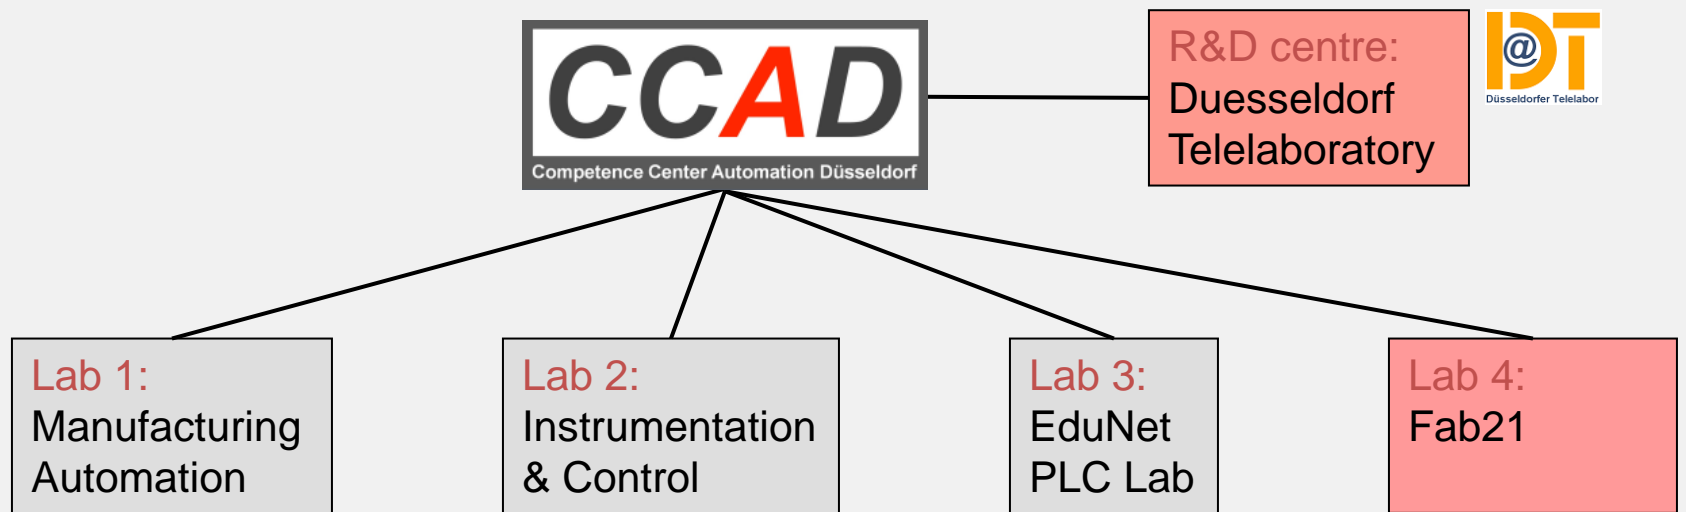 CCAD
Competence Center Automation Düsseldorf
R&D centre:
Duesseldorf
Telelaboratory
D@T
Düsseldorfer Telelabor
Lab 1:
Manufacturing
Automation
Lab 2:
Instrumentation
& Control
Lab 3:
EduNet
PLC Lab
Lab 4:
Fab21